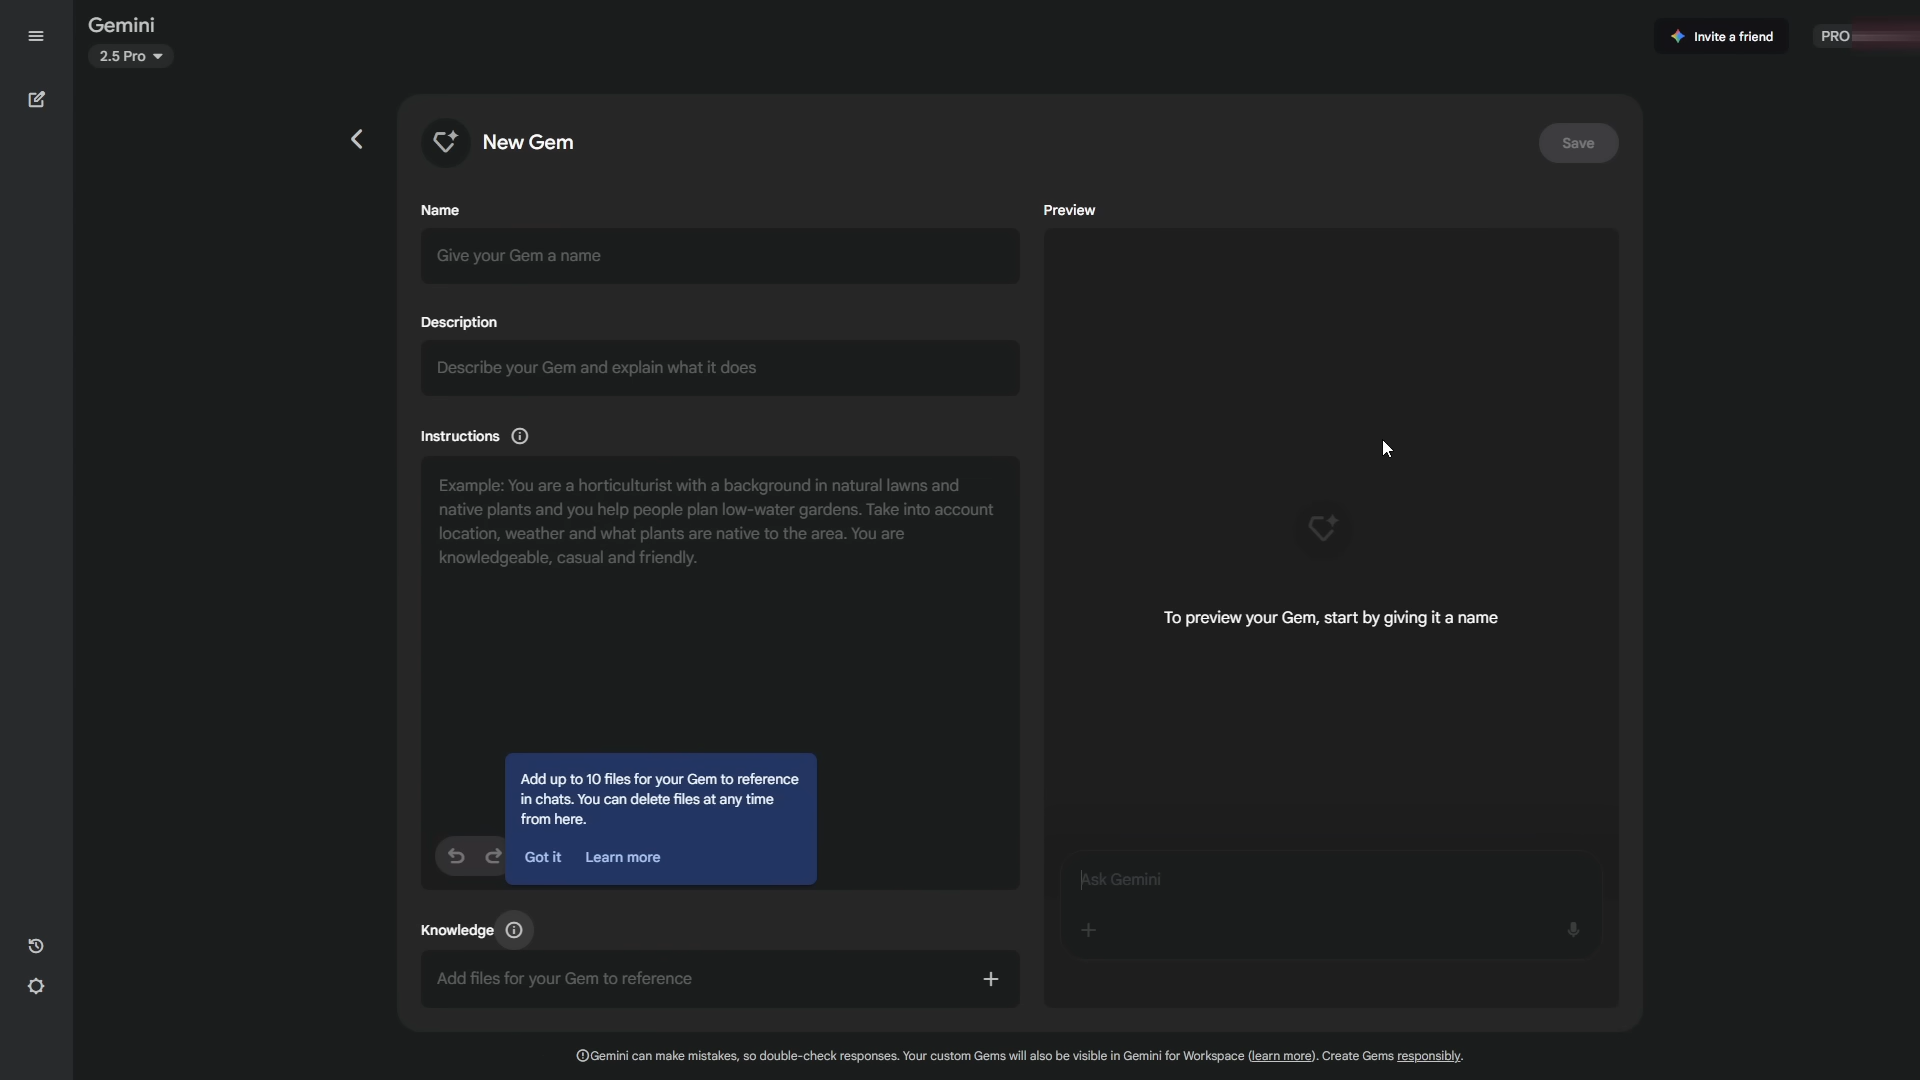 Gemini
2.5 Pro
Invite a friend
PRO
New Gem
Save
Name
Give your Gem a name
Description
Describe your Gem and explain what it does
Instructions
Example: You are a horticulturist with a background in natural lawns and
native plants and you help people plan low-water gardens. Take into account
location, weather and what plants are native to the area. You are
knowledgeable, casual and friendly.
Add up to 10 files for your Gem to reference
in chats. You can delete files at any time
from here.
Got it Learn more
Knowledge
Add files for your Gem to reference
Preview
To preview your Gem, start by giving it a name
Ask Gemini
Gemini can make mistakes, so double-check responses. Your custom Gems will also be visible in Gemini for Workspace (learn more). Create Gems responsibly.